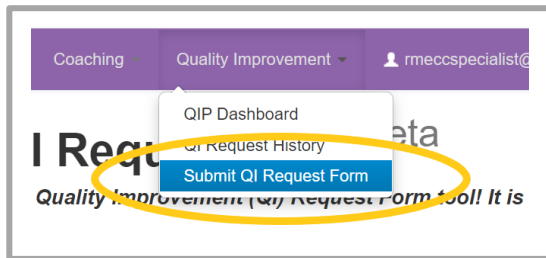 Coaching Quality Improvement rmeccspecialist@
QIP Dashboard
I Requ eta
QI Request History
Submit QI Request Form
Quality Improvement (QI) Request Form tool! It is